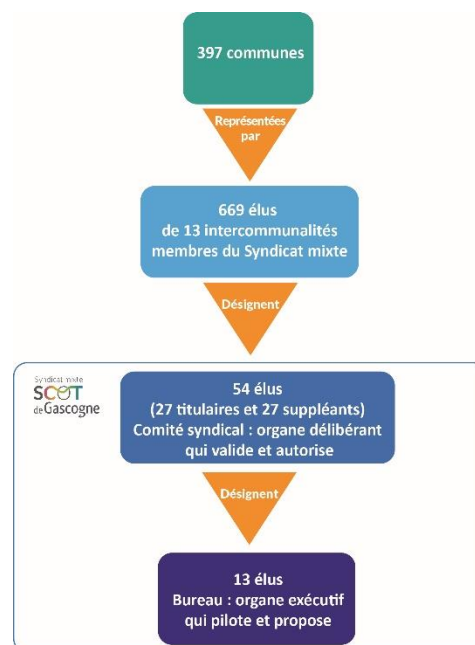 397 communes
Représentées
par
669 élus
de 13 intercommunalités
membres du Syndicat mixte
Désignent
Syndicat mixte
SCOT
de Gascogne
54 élus
(27 titulaires et 27 suppléants)
Comité syndical : organe délibérant
qui valide et autorise
Désignent
13 élus
Bureau : organe exécutif
qui pilote et propose